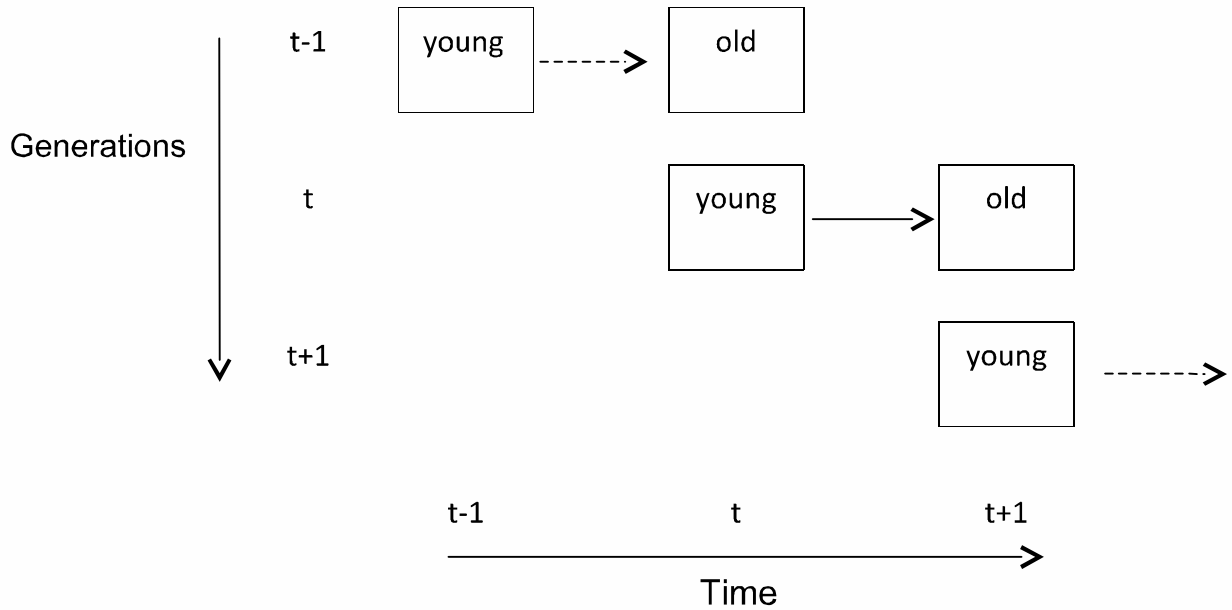 t-1 young old
Generations
t young old
t+1 young
t-1 t t+1
Time